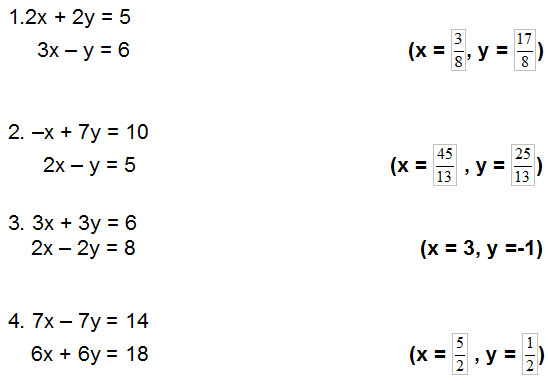 1.2x + 2y = 5
3x – y = 6 (x = 3/8, y = 17/8)
2. –x + 7y = 10
2x – y = 5 (x = 45/13 , y = 25/13)
3. 3x + 3y = 6
2x – 2y = 8 (x = 3, y =-1)
4. 7x – 7y = 14
6x + 6y = 18 (x = 5/2 , y = 1/2)